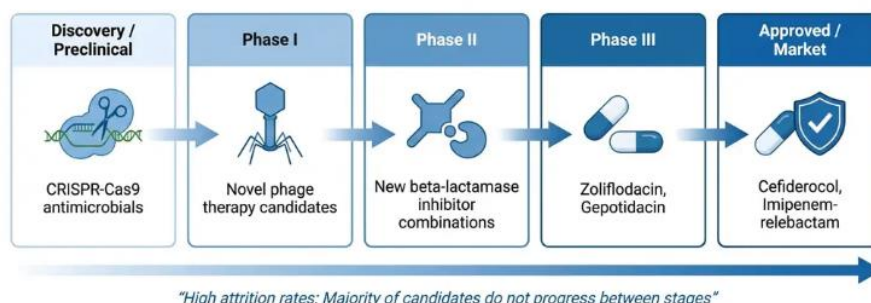 Discovery /
Preclinical
CRISPR-Cas9
antimicrobials
Phase I
Novel phage
therapy candidates
Phase II
New beta-lactamase
inhibitor
combinations
Phase III
Zoliflodacin,
Gepotidacin
Approved /
Market
Cefiderocol,
Imipenem-
relebactam
"High attrition rates: Majority of candidates do not progress between stages"